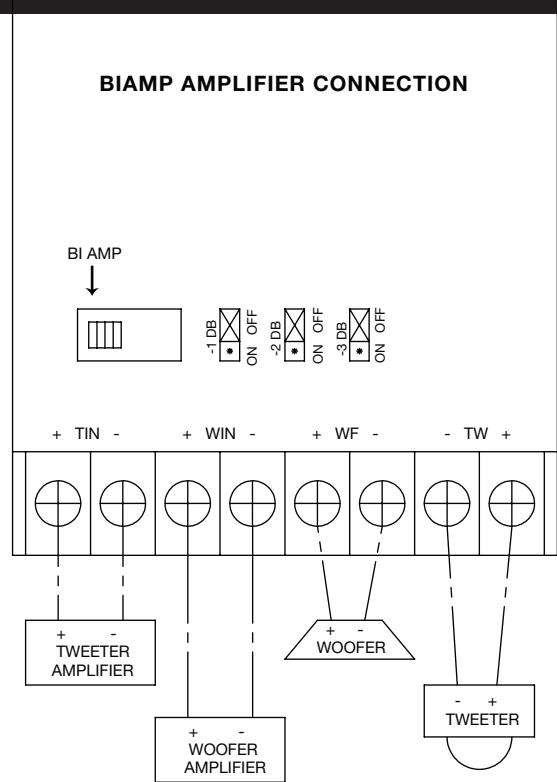 BIAMP AMPLIFIER CONNECTION
BI AMP
-1 DB
ON OFF
-2 DB
ON OFF
-3 DB
ON OFF
+ TIN - + WIN - + WF - - TW +
+ -
WOOFER
+ -
TWEETER
AMPLIFIER
- +
TWEETER
+ -
WOOFER
AMPLIFIER